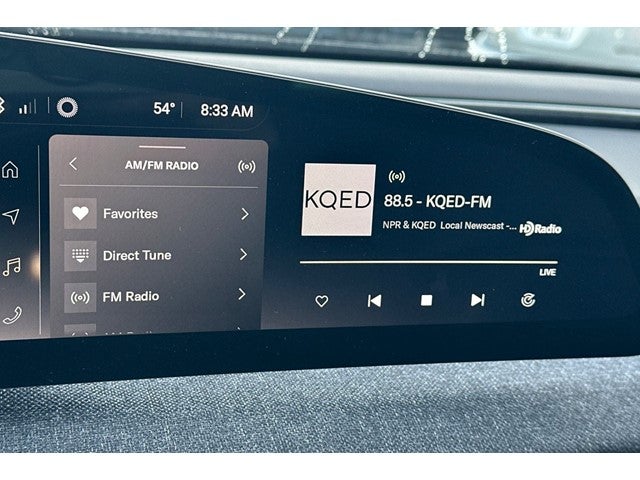 54° 8:33 AM
AM/FM RADIO
Favorites
Direct Tune
FM Radio
KQED
88.5 - KQED-FM
NPR & KQED Local Newscast -... HD Radio
LIVE